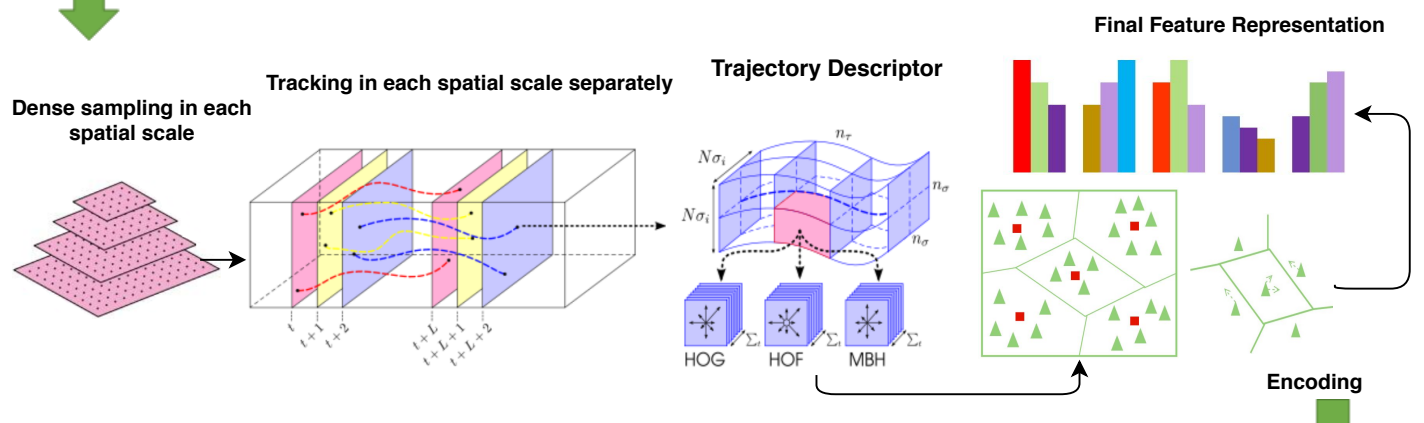 Final Feature Representation
Trajectory Descriptor
Tracking in each spatial scale separately
Dense sampling in each
spatial scale
t
t + 1
t + 2
t + L
t + L + 1
t + L + 2
nτ
Nσi
Nσi
nσ
nσ
Σt
Σt
Σt
HOG
HOF
MBH
Encoding